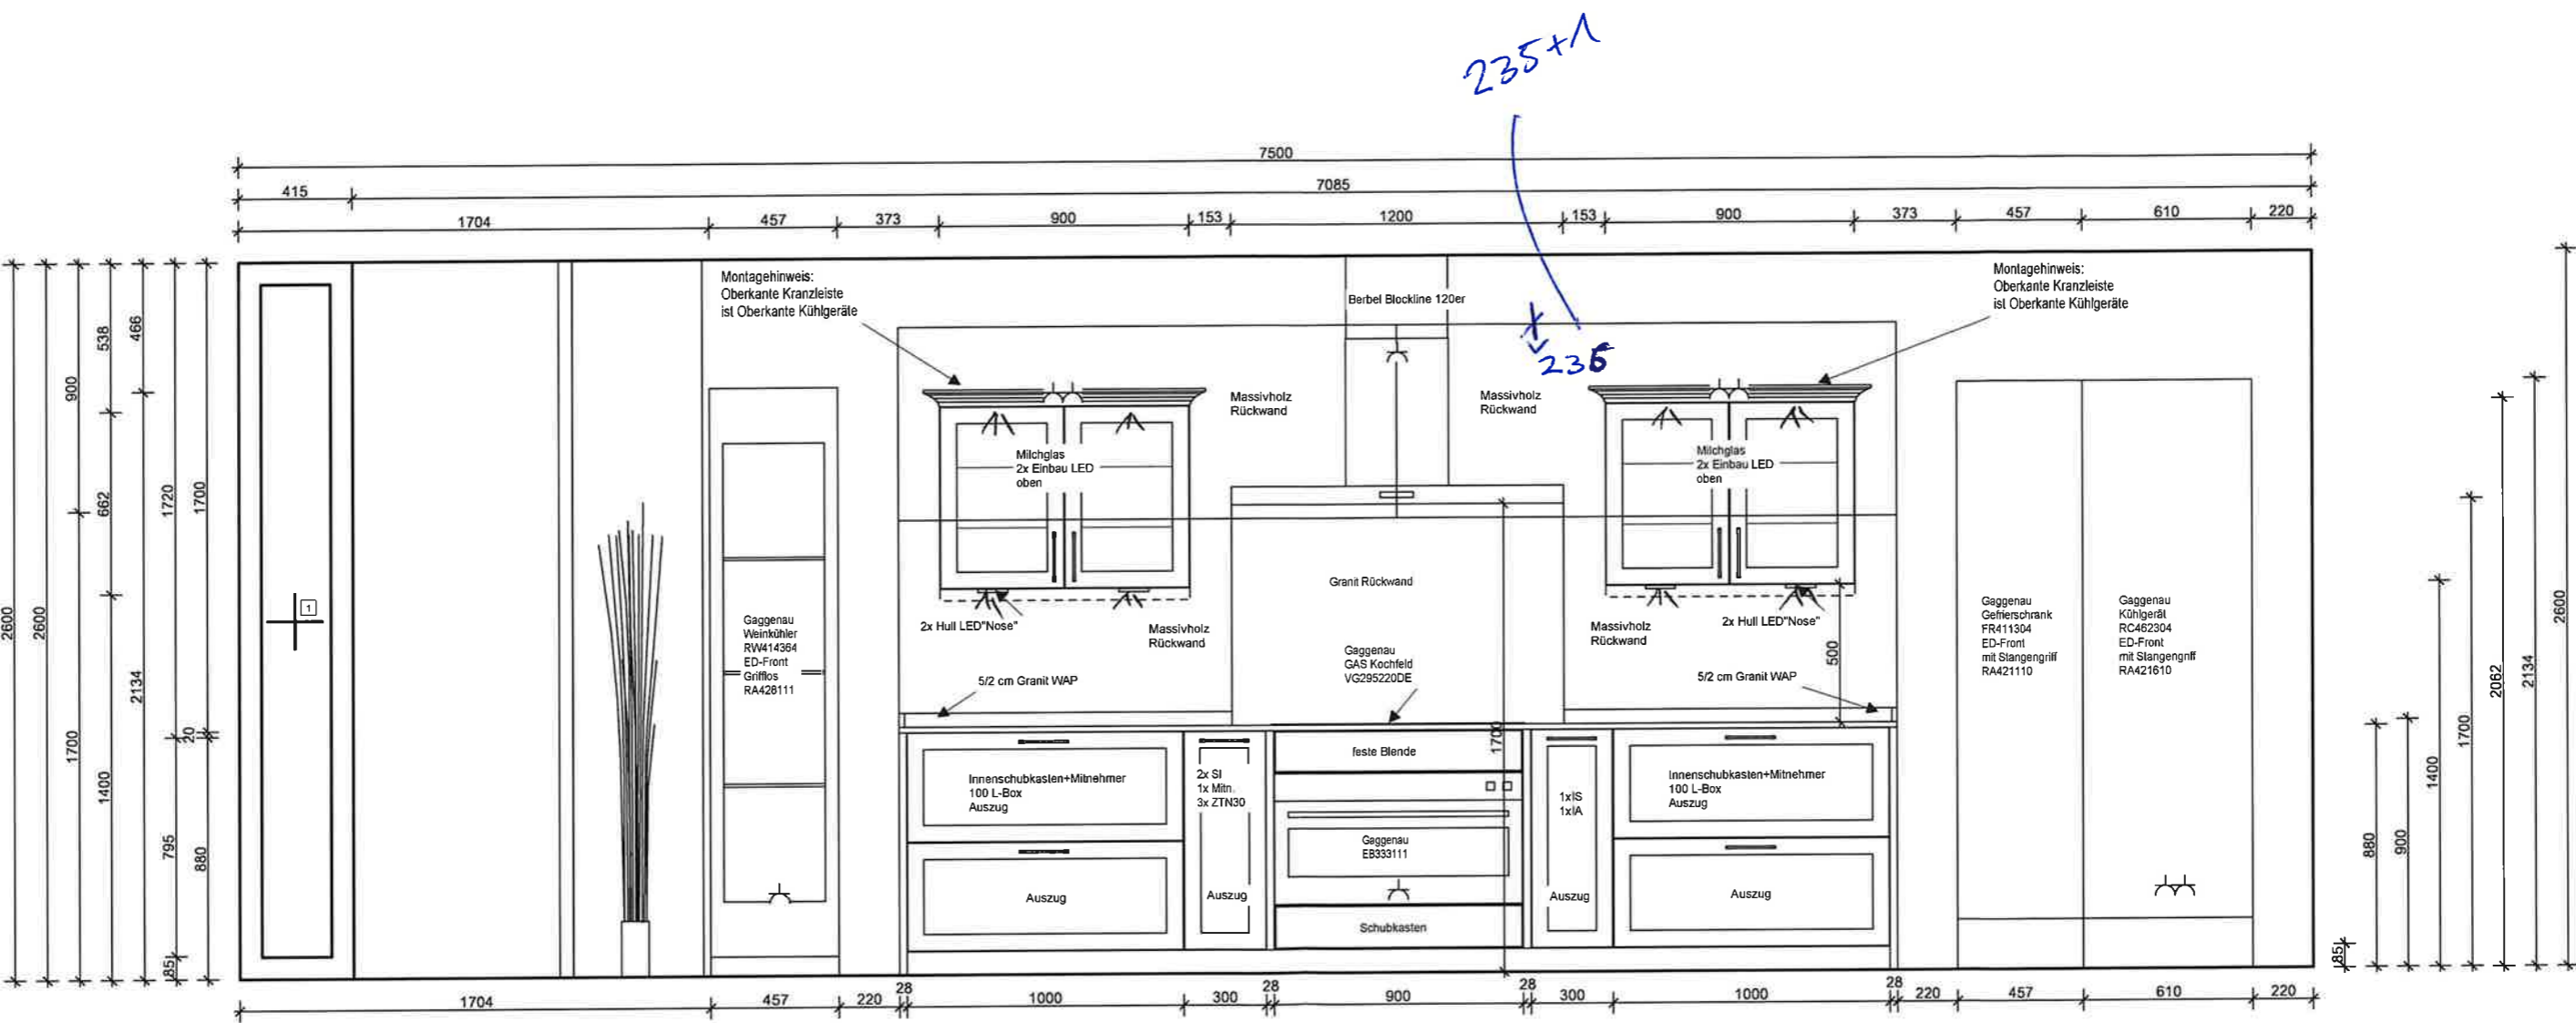 235+1
7500
415
7085
1704
457
373
900
153
1200
153
900
373
457
610
220
Montagehinweis:
Oberkante Kranzleiste
ist Oberkante Kühlgeräte
Berbel Blockline 120er
Montagehinweis:
Oberkante Kranzleiste
ist Oberkante Kühlgeräte
236
Massivholz
Rückwand
Massivholz
Rückwand
Milchglas
2x Einbau LED
oben
Milchglas
2x Einbau LED
oben
2600
2600
900
1700
538
662
1400
466
2134
1720
795
85
1700
20
880
1
Gaggenau
Weinkühler
RW414364
ED-Front
Grifflos
RA428111
2x Hull LED"Nose"
Massivholz
Rückwand
5/2 cm Granit WAP
Granit Rückwand
Gaggenau
GAS Kochfeld
VG295220DE
Massivholz
Rückwand
2x Hull LED"Nose"
5/2 cm Granit WAP
500
1700
Gaggenau
Gefrierschrank
FR411304
ED-Front
mit Stangengriff
RA421110
Gaggenau
Kühlgerät
RC462304
ED-Front
mit Stangengriff
RA421610
Innenschubkasten+Mitnehmer
100 L-Box
Auszug
Auszug
2x SI
1x Mitn.
3x ZTN30
Auszug
feste Blende
Gaggenau
EB333111
Schubkasten
1xIS
1xIA
Auszug
Innenschubkasten+Mitnehmer
100 L-Box
Auszug
Auszug
85
880
900
1400
1700
2062
2134
2600
1704
457
220
28
1000
300
28
900
28
300
1000
28
220
457
610
220